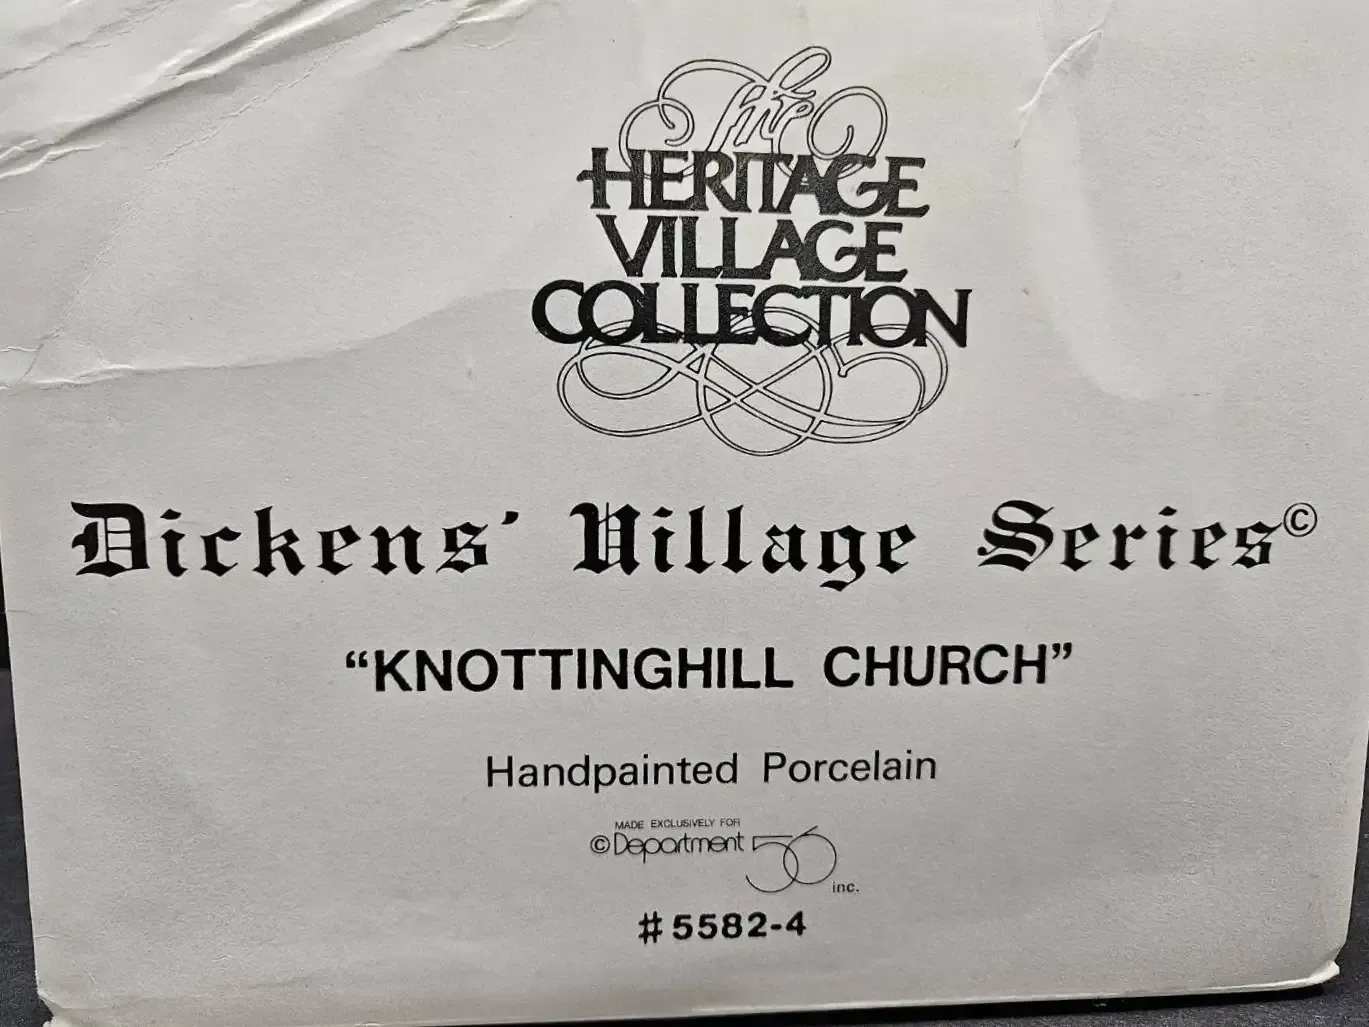 The
HERITAGE
VILLAGE
COLLECTION
Dickens' Village Series©
“KNOTTINGHILL CHURCH”
Handpainted Porcelain
MADE EXCLUSIVELY FOR
©Department 56 inc.
#5582-4